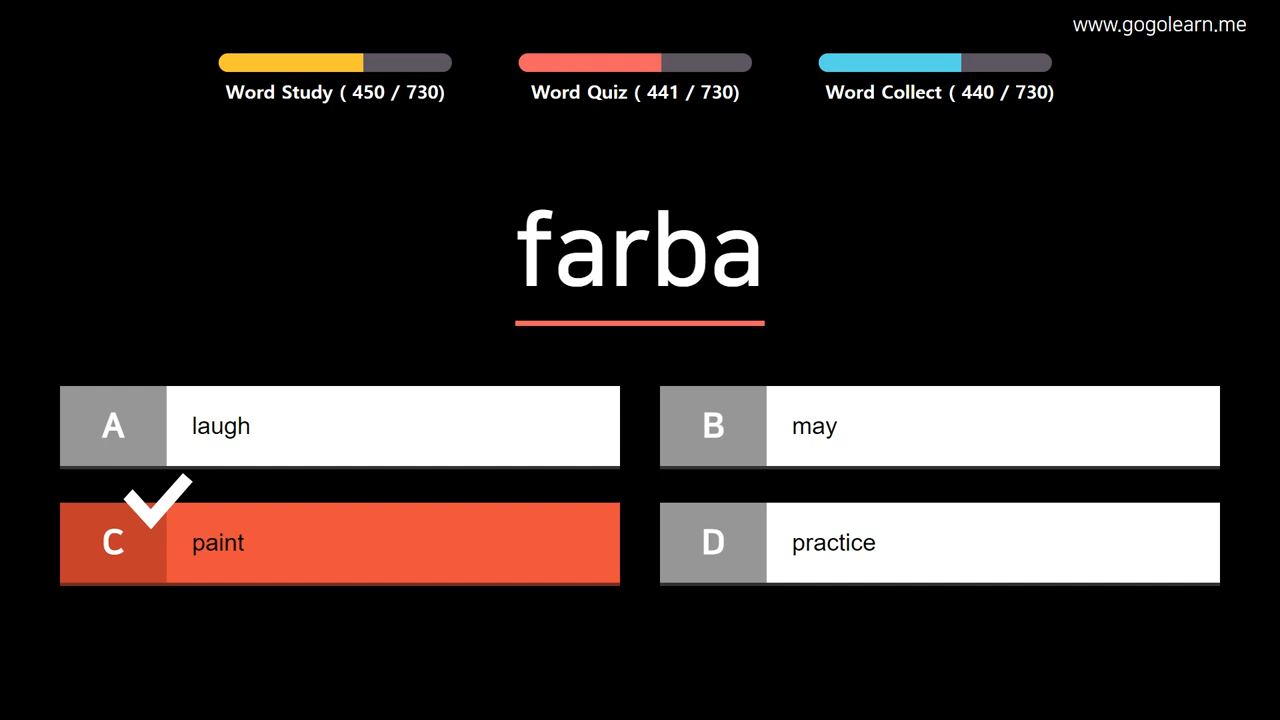 www.gogolearn.me
Word Study ( 450 / 730)
Word Quiz ( 441 / 730)
Word Collect ( 440 / 730)
farba
A laugh
B may
C paint
D practice